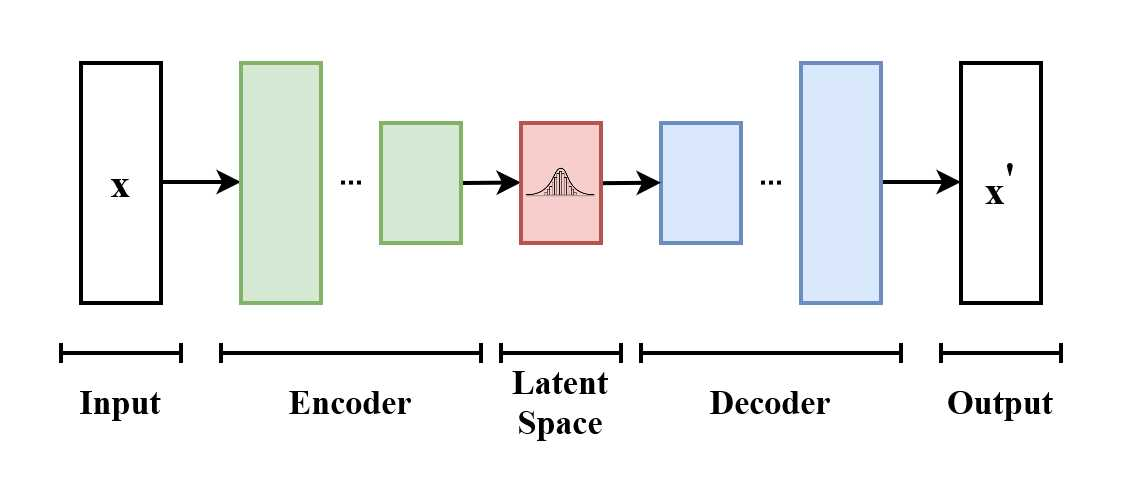 x
...
...
x'
Input
Encoder
Latent
Space
Decoder
Output